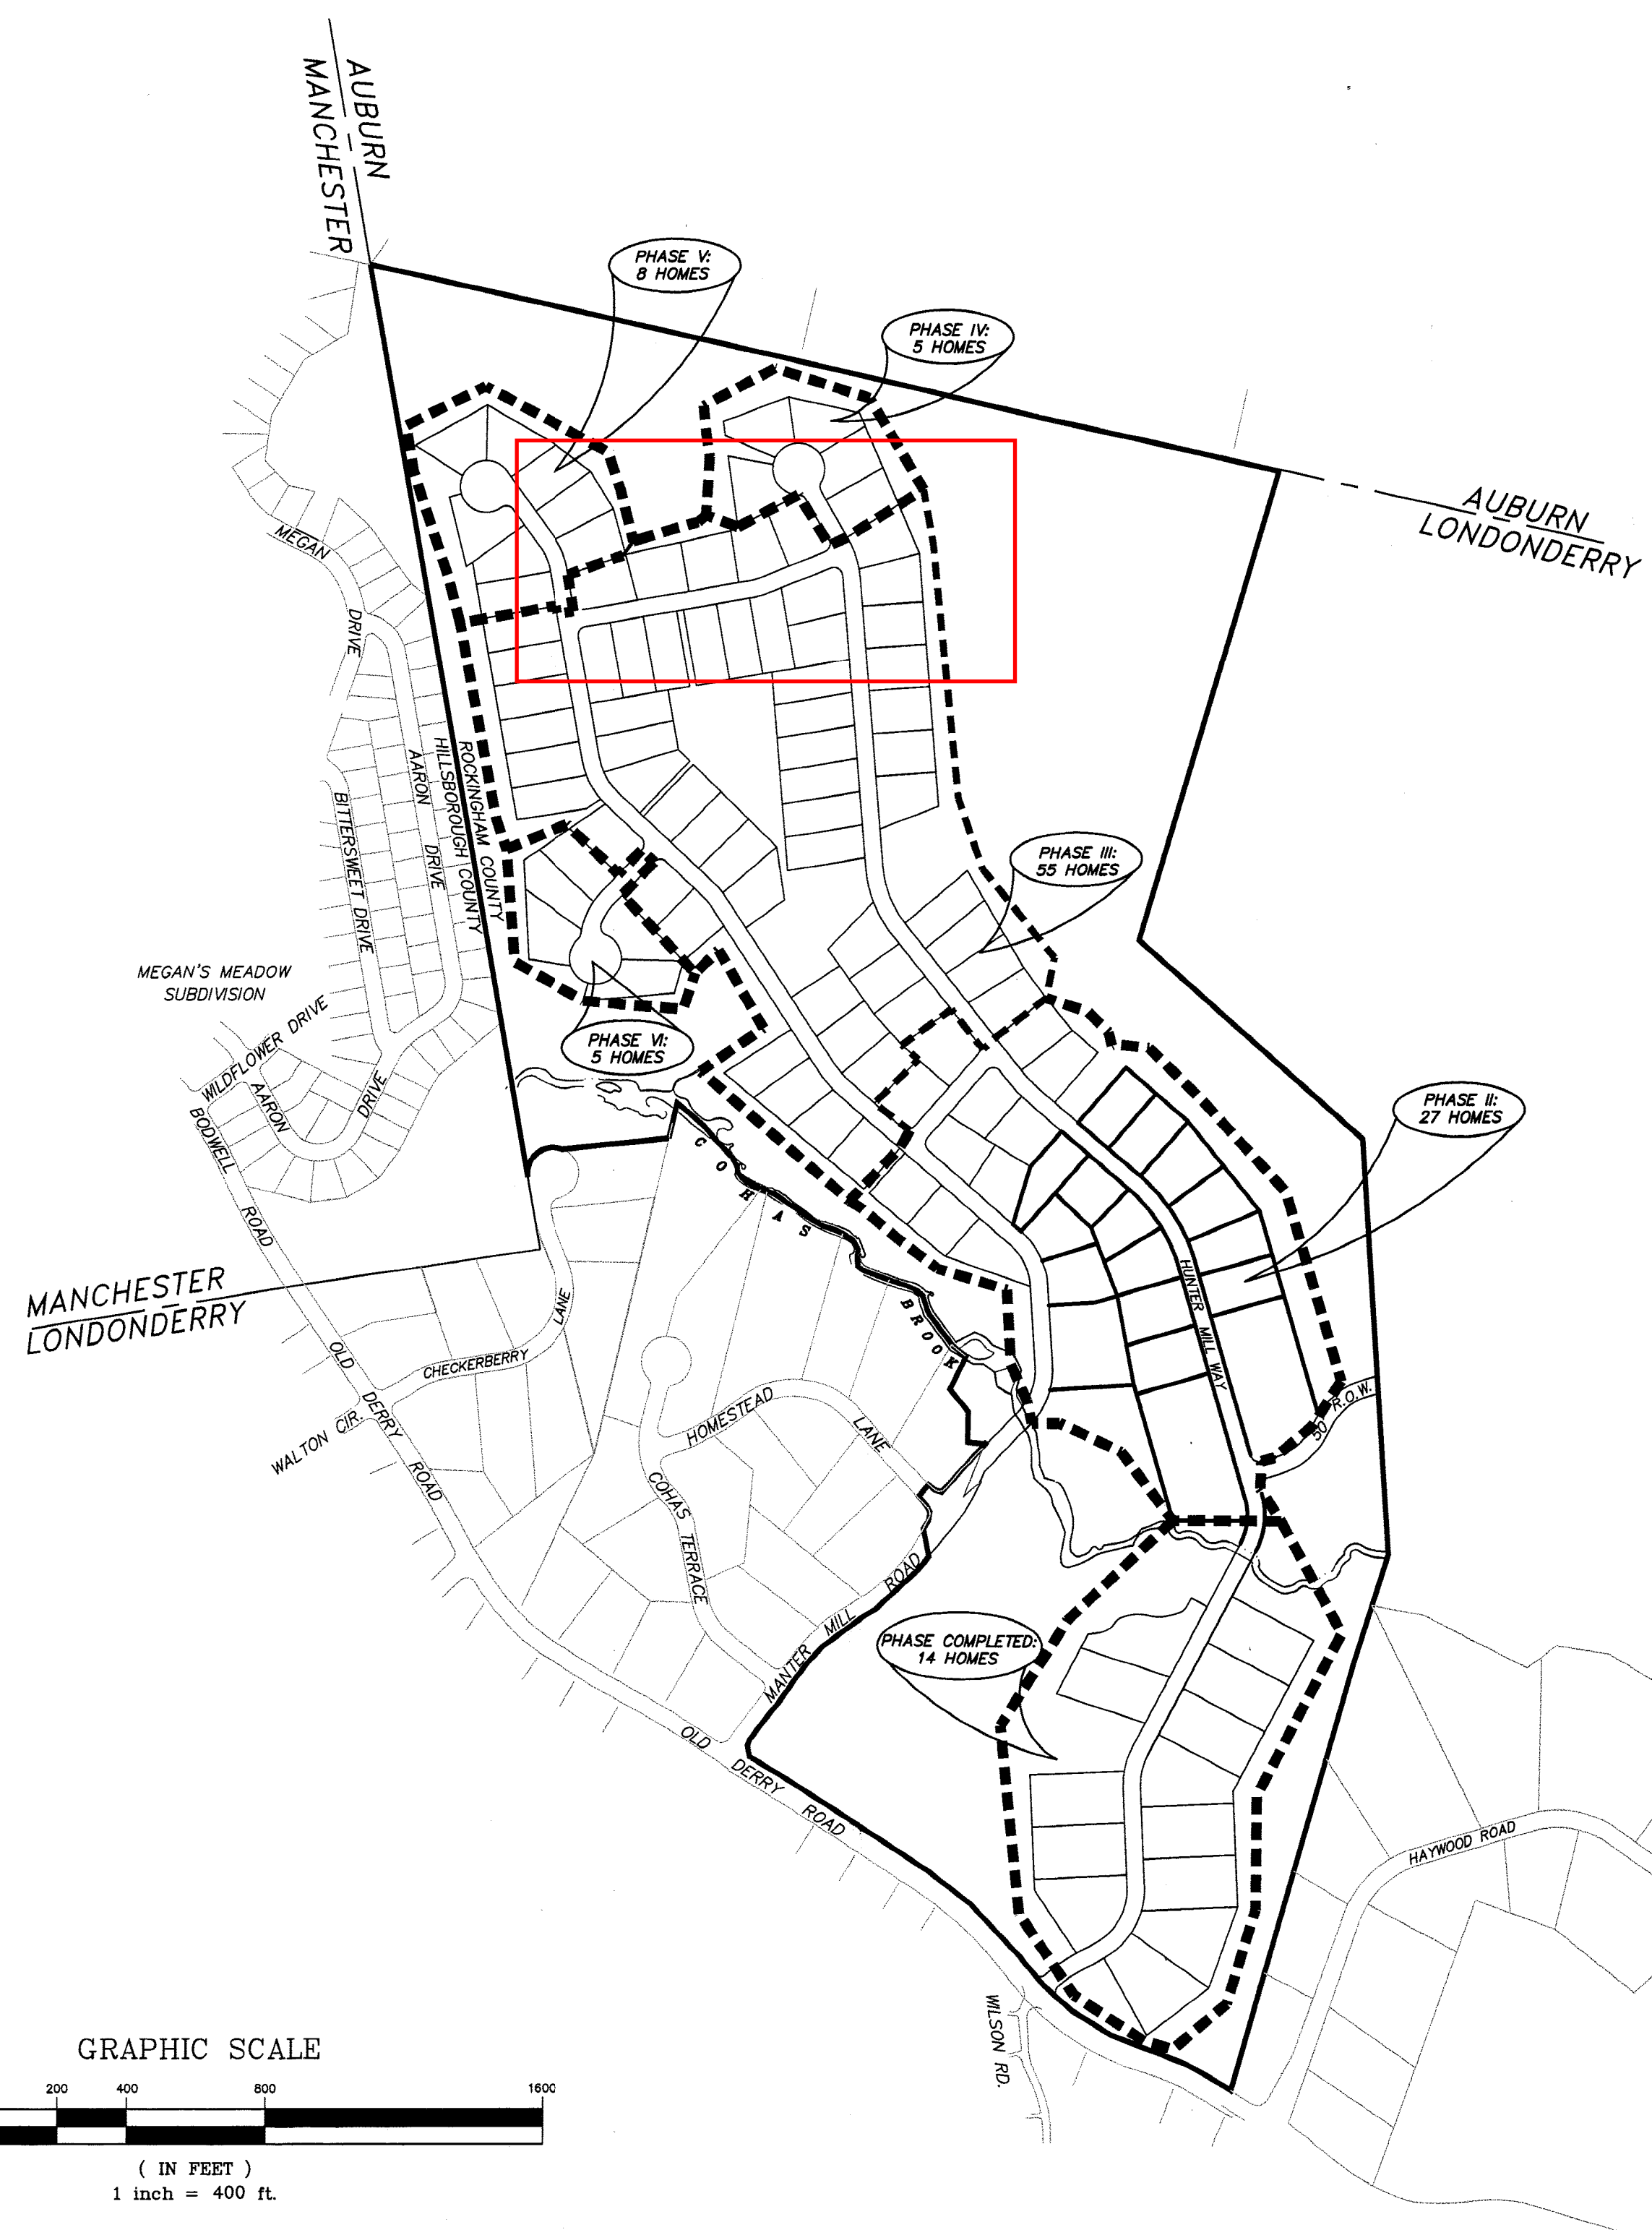 AUBURN
MANCHESTER
PHASE V:
8 HOMES
PHASE IV:
5 HOMES
AUBURN
LONDONDERRY
MEGAN
DRIVE
AARON
DRIVE
BITTERSWEET DRIVE
HILLSBOROUGH COUNTY
ROCKINGHAM COUNTY
PHASE III:
55 HOMES
MEGAN'S MEADOW
SUBDIVISION
WILDFLOWER DRIVE
AARON
DRIVE
BODWELL
ROAD
PHASE VI:
5 HOMES
COHAS
BROOK
PHASE II:
27 HOMES
MANCHESTER
LONDONDERRY
HUNTER MILL WAY
50' R.O.W.
OLD
DERRY
ROAD
WALTON CIR.
CHECKERBERRY
LANE
HOMESTEAD
LANE
COHAS TERRACE
MANTER MILL ROAD
PHASE COMPLETED:
14 HOMES
OLD
DERRY
ROAD
HAYWOOD ROAD
WILSON RD.
GRAPHIC SCALE
200 400 800 1600
( IN FEET )
1 inch = 400 ft.